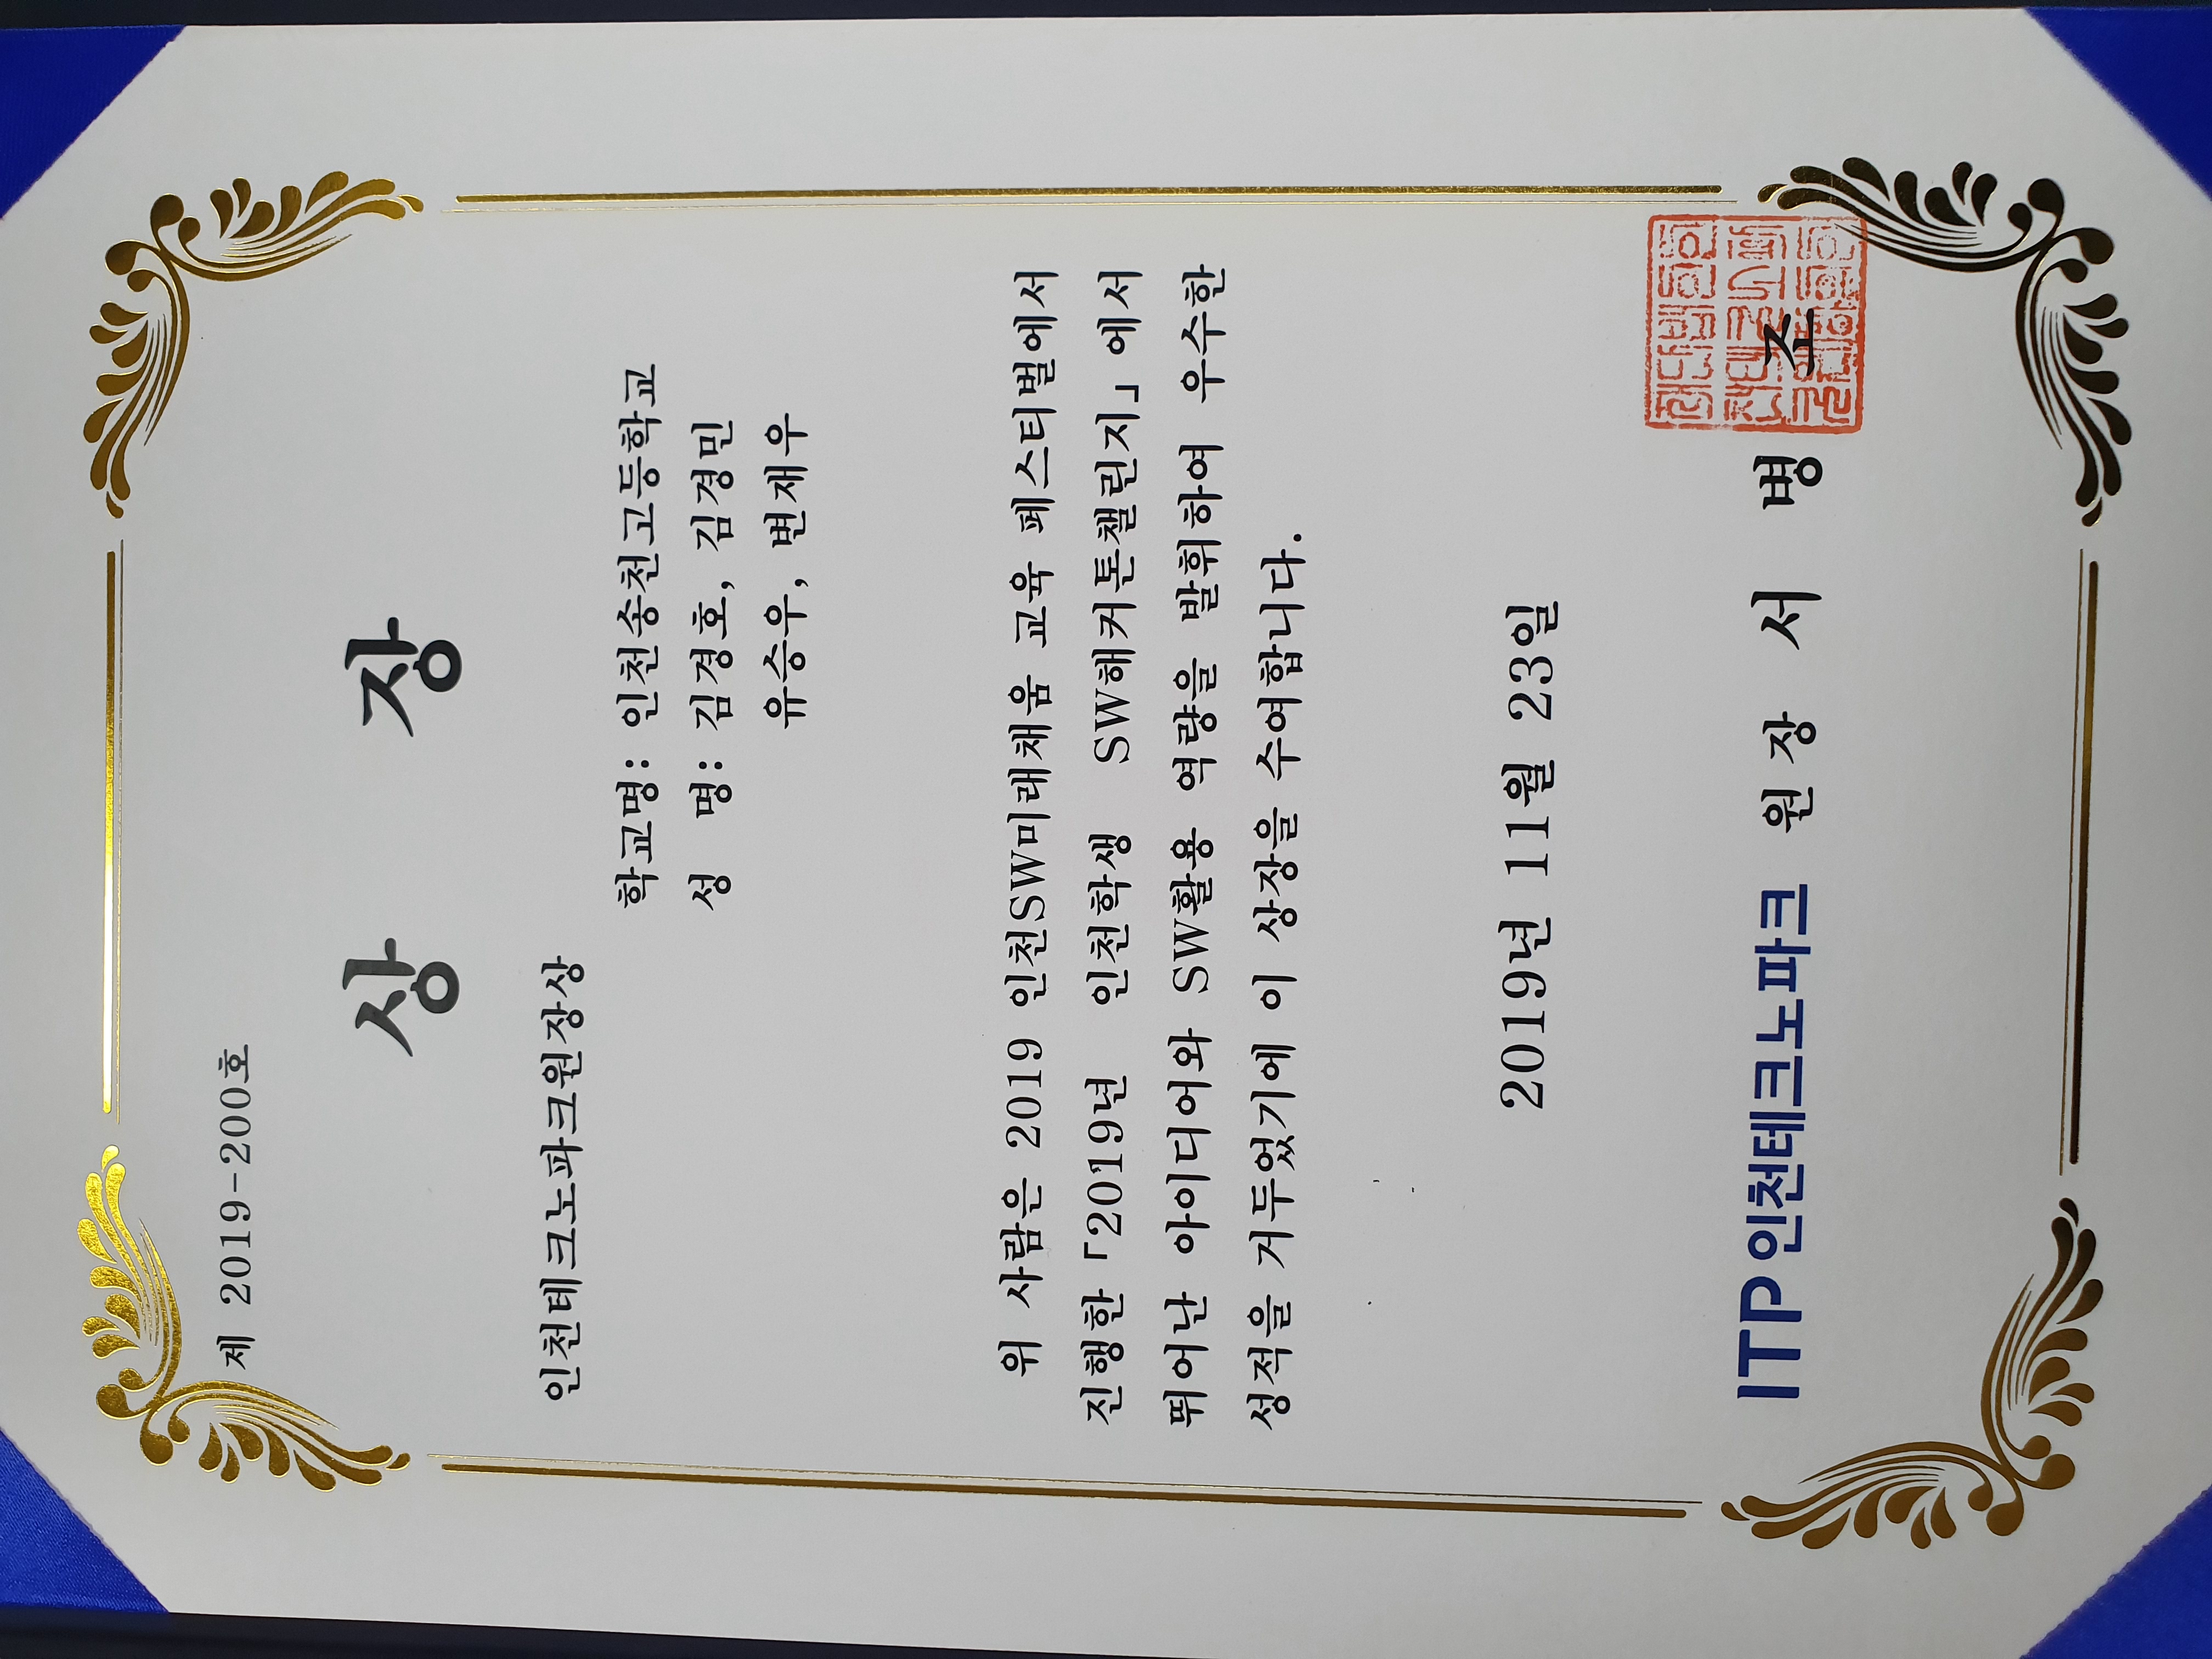 제 2019-200호
상 장
인천테크노파크원장상
학교명: 인천송천고등학교
성 명: 김경호, 김경민
유승우, 변재우
위 사람은 2019 인천SW미래채움 교육 페스티벌에서
진행한 「2019년 인천학생 SW해커톤챌린지」에서
뛰어난 아이디어와 SW활용 역량을 발휘하여 우수한
성적을 거두었기에 이 상장을 수여합니다.
2019년 11월 23일
ITP 인천테크노파크 원장 서 병 조